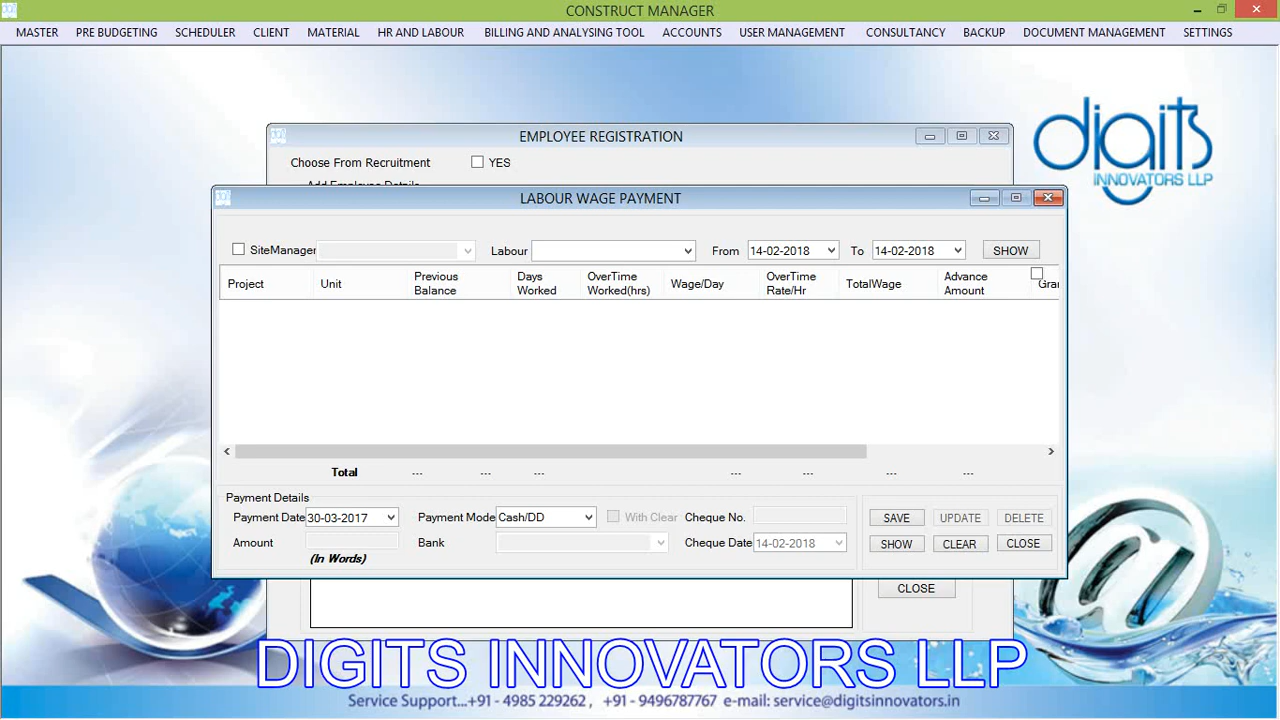 CONSTRUCT MANAGER
MASTER PRE BUDGETING SCHEDULER CLIENT MATERIAL HR AND LABOUR BILLING AND ANALYSING TOOL ACCOUNTS USER MANAGEMENT CONSULTANCY BACKUP DOCUMENT MANAGEMENT SETTINGS
digits
INNOVATORS LLP
EMPLOYEE REGISTRATION
Choose From Recruitment YES
Add Employee Details
LABOUR WAGE PAYMENT
SiteManager Labour From 14-02-2018 To 14-02-2018 SHOW
Project Unit Previous Balance Days Worked OverTime Worked(hrs) Wage/Day OverTime Rate/Hr TotalWage Advance Amount Gra
Total --- --- --- --- --- --- ---
Payment Details
Payment Date 30-03-2017 Payment Mode Cash/DD With Clear Cheque No. SAVE UPDATE DELETE
Amount Bank Cheque Date 14-02-2018 SHOW CLEAR CLOSE
(In Words)
CLOSE
DIGITS INNOVATORS LLP
Service Support...+91 - 4985 229262 , +91 - 9496787767 e-mail: service@digitsinnovators.in